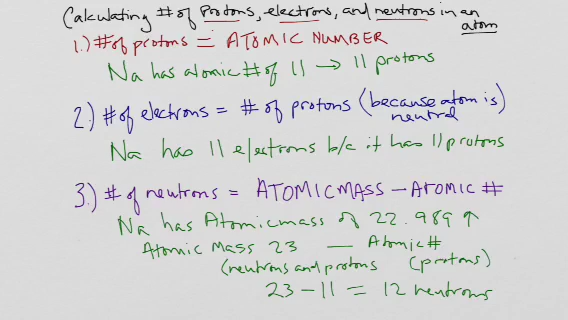 Calculating # of Protons, electrons, and neutrons in an
atom
1.) # of protons = ATOMIC NUMBER
Na has atomic # of 11 → 11 protons
2.) # of electrons = # of protons (because atom is
neutral)
Na has 11 electrons b/c it has 11 protons
3.) # of neutrons = ATOMIC MASS - ATOMIC #
Na has Atomic mass of 22.989 ↑
Atomic Mass 23 — Atomic #
(neutrons and protons (protons)
23 - 11 = 12 neutrons